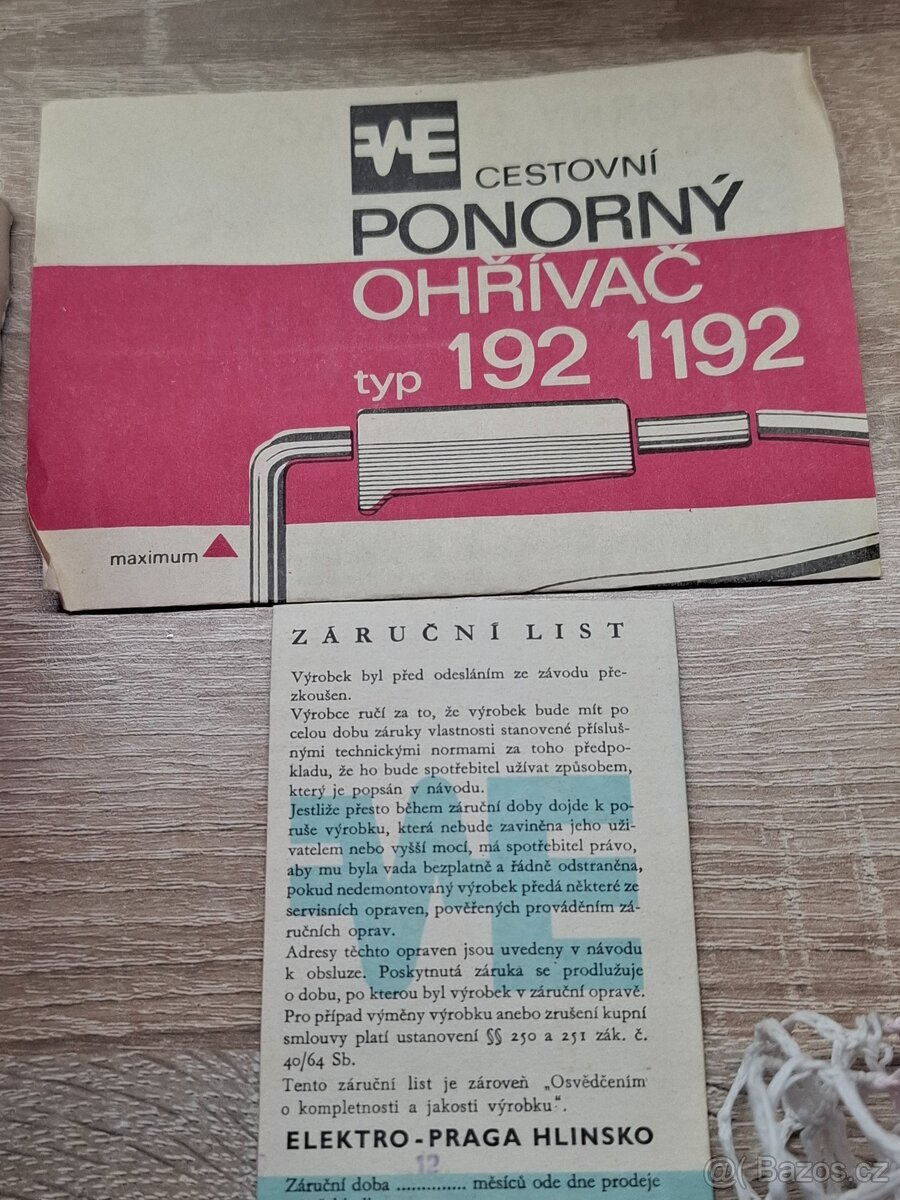 CESTOVNÍ
PONORNÝ
OHŘÍVAČ
typ 192 1192
maximum
ZÁRUČNÍ LIST
Výrobek byl před odesláním ze závodu pře-
zkoušen.
Výrobce ručí za to, že výrobek bude mít po
celou dobu záruky vlastnosti stanovené přísluš-
nými technickými normami za toho předpo-
kladu, že ho bude spotřebitel užívat způsobem,
který je popsán v návodu.
Jestliže přesto během záruční doby dojde k po-
ruše výrobku, která nebude zaviněna jeho uži-
vatelem nebo vyšší mocí, má spotřebitel právo,
aby mu byla vada bezplatně a řádně odstraněna,
pokud nedemontovaný výrobek předá některé ze
servisních opraven, pověřených prováděním zá-
ručních oprav.
Adresy těchto opraven jsou uvedeny v návodu
k obsluze. Poskytnutá záruka se prodlužuje
o dobu, po kterou byl výrobek v záruční opravě.
Pro případ výměny výrobku anebo zrušení kupní
smlouvy platí ustanovení §§ 250 a 251 zák. č.
40/64 Sb.
Tento záruční list je zároveň „Osvědčením
o kompletnosti a jakosti výrobku“.
ELEKTRO-PRAGA HLINSKO
12
Záruční doba .............. měsíců ode dne prodeje
@( Bazos.cz